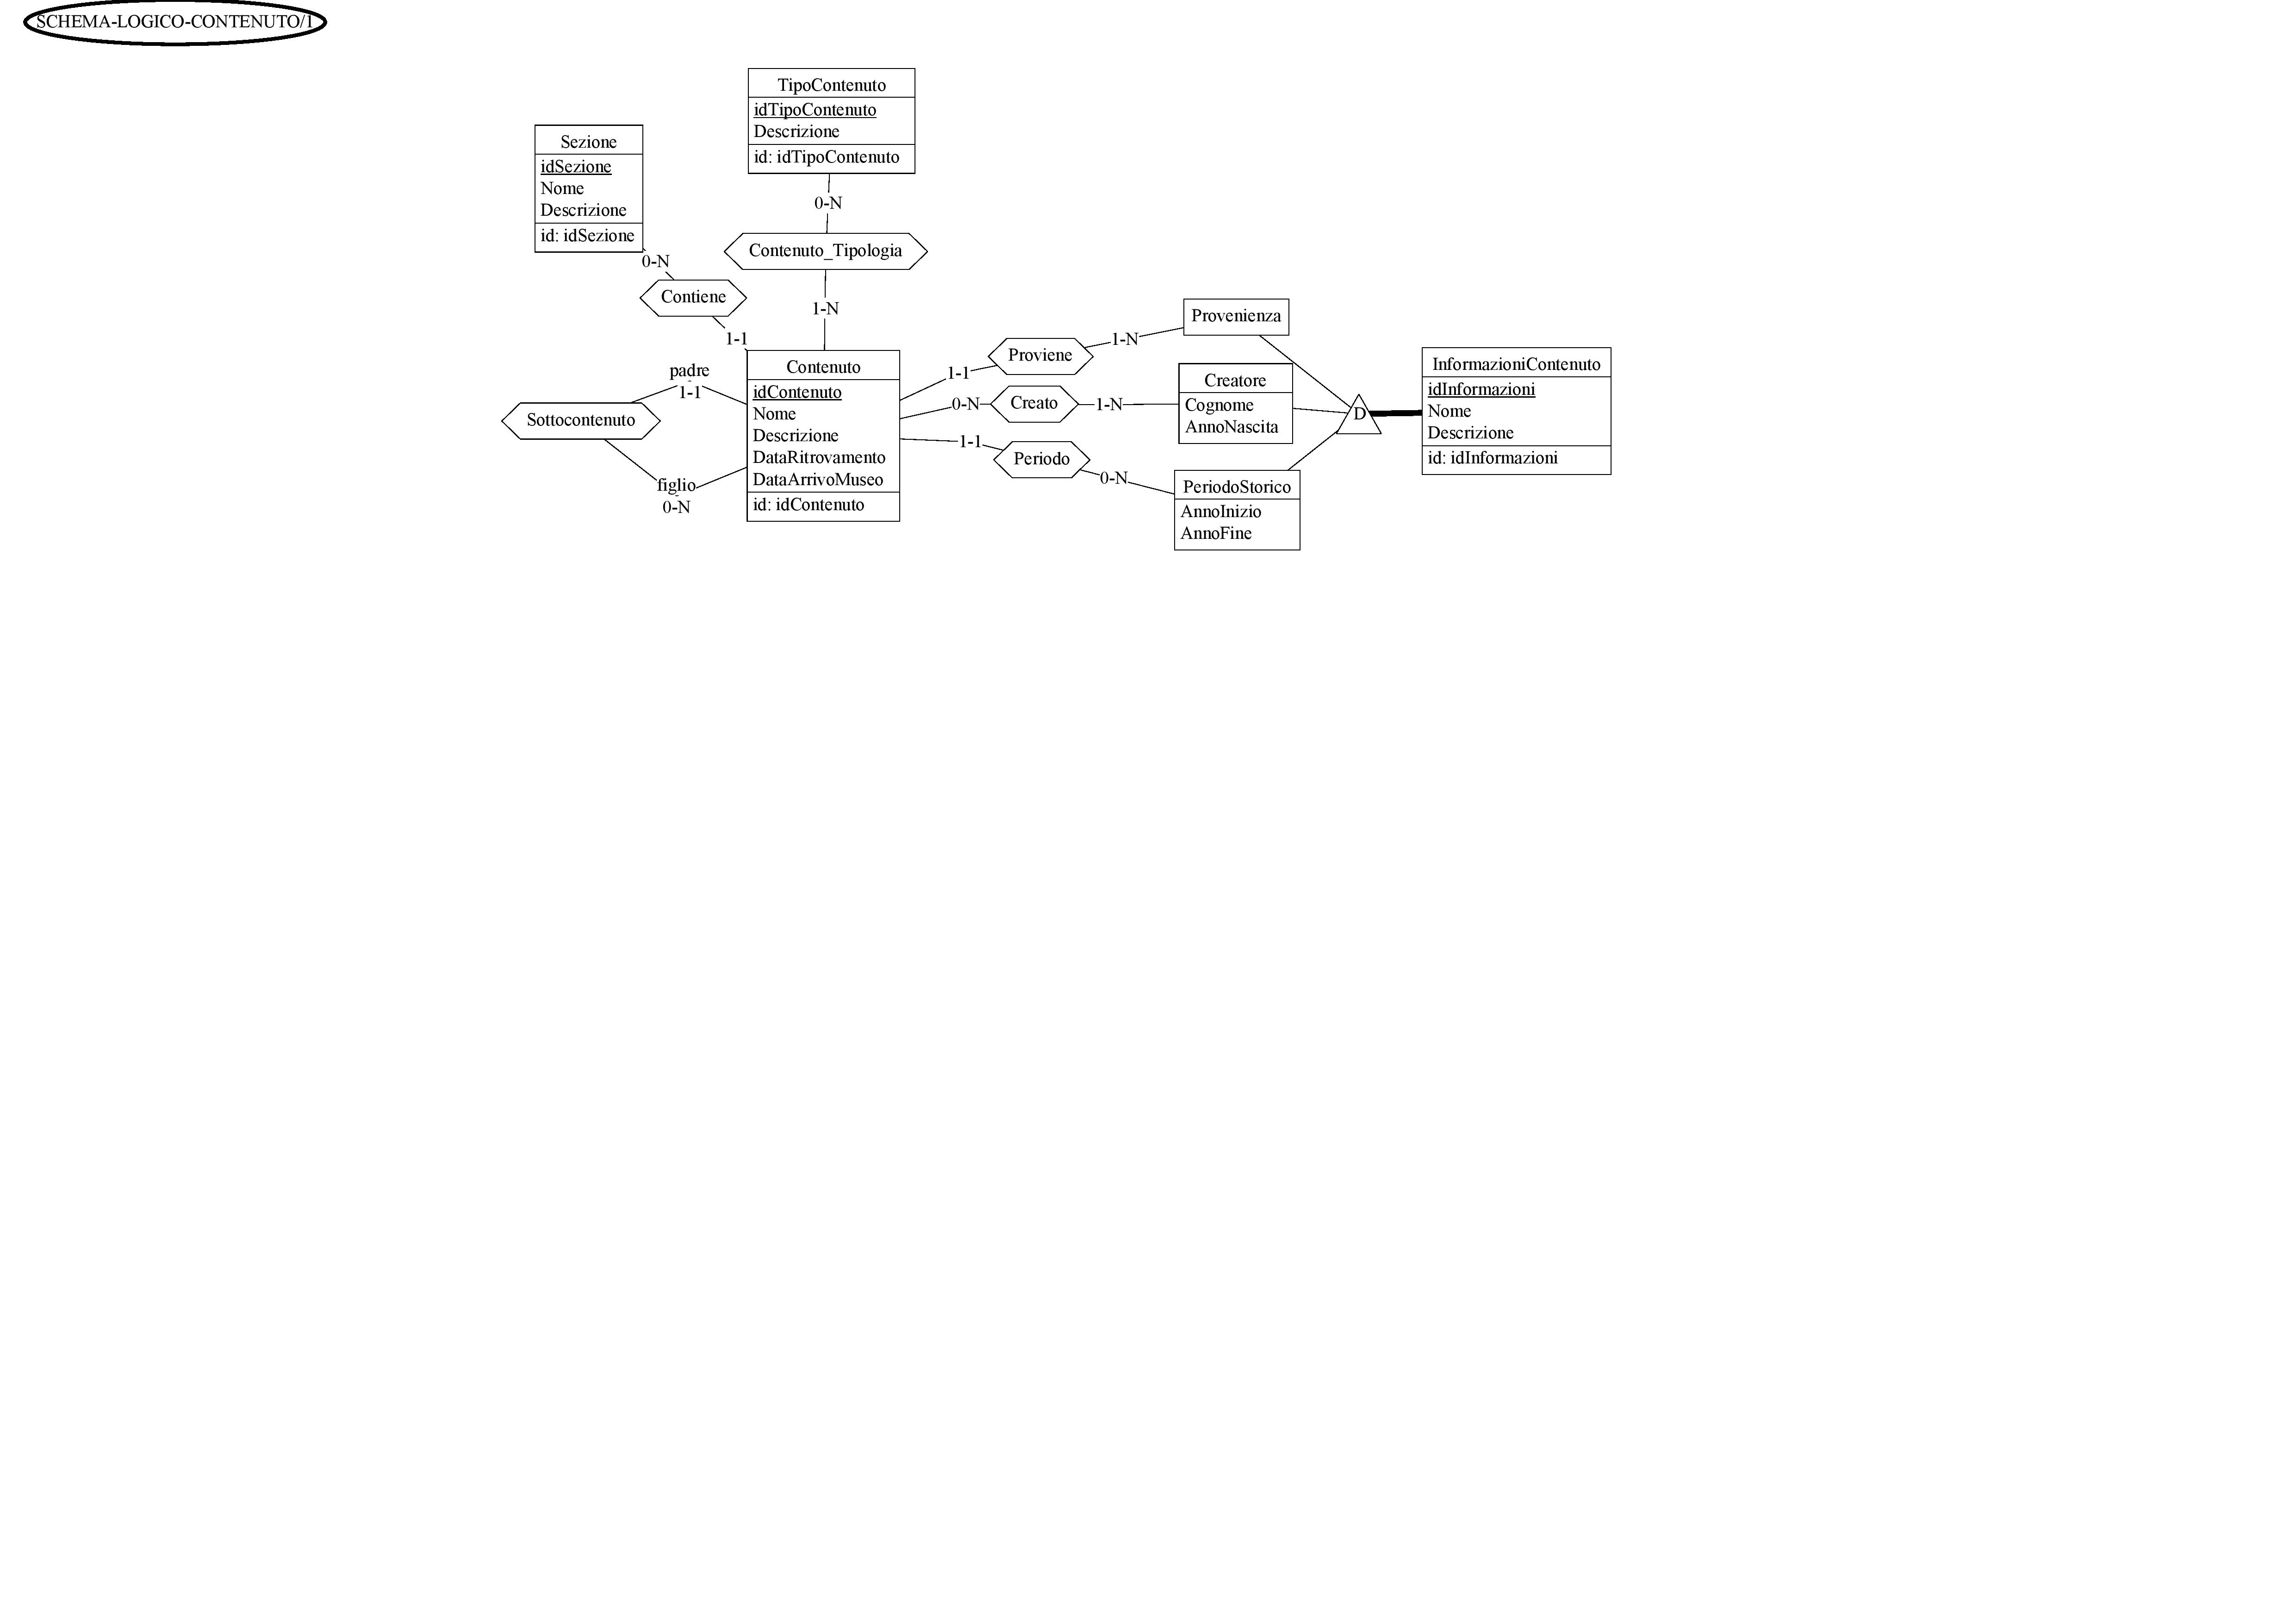 SCHEMA-LOGICO-CONTENUTO/1
TipoContenuto
idTipoContenuto
Descrizione
id: idTipoContenuto
Sezione
idSezione
Nome
Descrizione
id: idSezione
0-N
Contenuto_Tipologia
1-N
0-N
Contiene
1-1
Contenuto
idContenuto
Nome
Descrizione
DataRitrovamento
DataArrivoMuseo
id: idContenuto
padre
1-1
Sottocontenuto
figlio
0-N
1-1
Proviene
1-N
Provenienza
0-N
Creato
1-N
Creatore
Cognome
AnnoNascita
1-1
Periodo
0-N
PeriodoStorico
AnnoInizio
AnnoFine
D
InformazioniContenuto
idInformazioni
Nome
Descrizione
id: idInformazioni